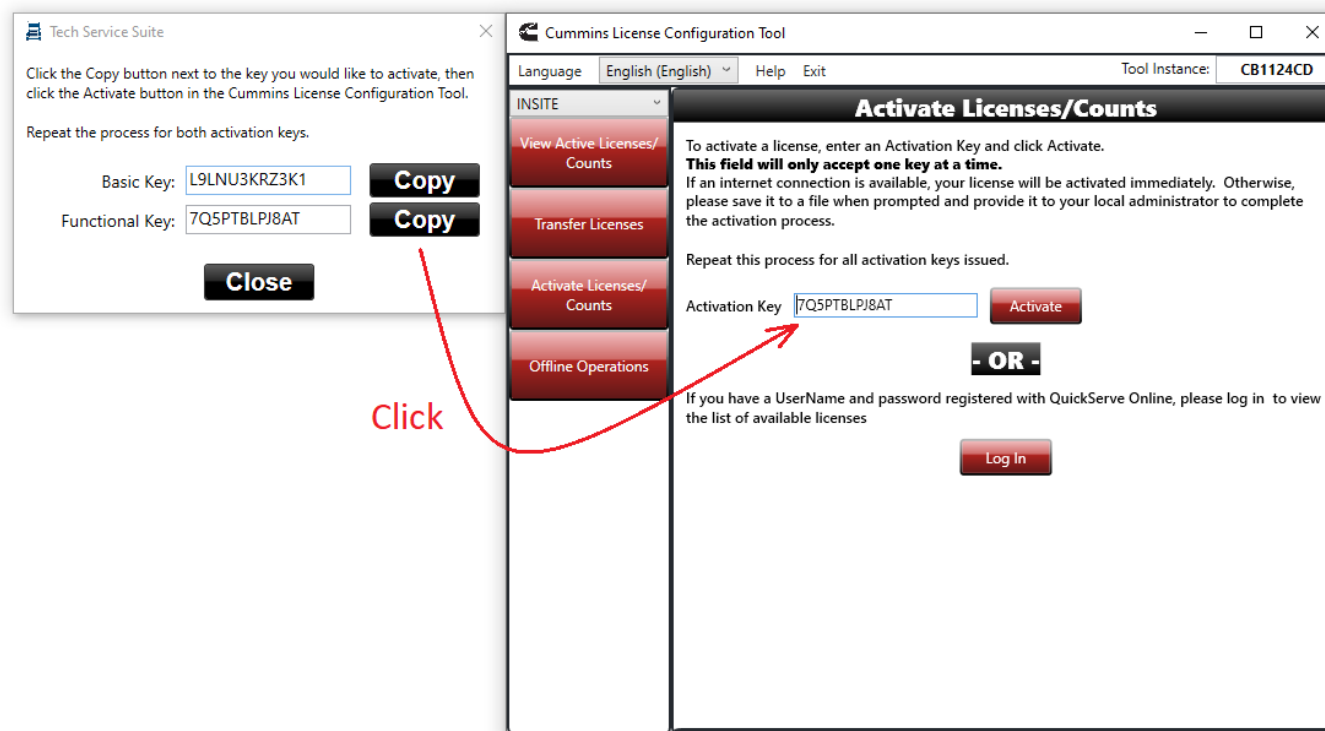 Tech Service Suite
Click the Copy button next to the key you would like to activate, then
click the Activate button in the Cummins License Configuration Tool.
Repeat the process for both activation keys.
Basic Key: L9LNU3KRZ3K1 Copy
Functional Key: 7Q5PTBLPJ8AT Copy
Close
Click
Cummins License Configuration Tool
Language English (English) Help Exit Tool Instance: CB1124CD
INSITE
View Active Licenses/
Counts
Transfer Licenses
Activate Licenses/
Counts
Offline Operations
Activate Licenses/Counts
To activate a license, enter an Activation Key and click Activate.
This field will only accept one key at a time.
If an internet connection is available, your license will be activated immediately. Otherwise,
please save it to a file when prompted and provide it to your local administrator to complete
the activation process.
Repeat this process for all activation keys issued.
Activation Key 7Q5PTBLPJ8AT Activate
- OR -
If you have a UserName and password registered with QuickServe Online, please log in to view
the list of available licenses
Log In